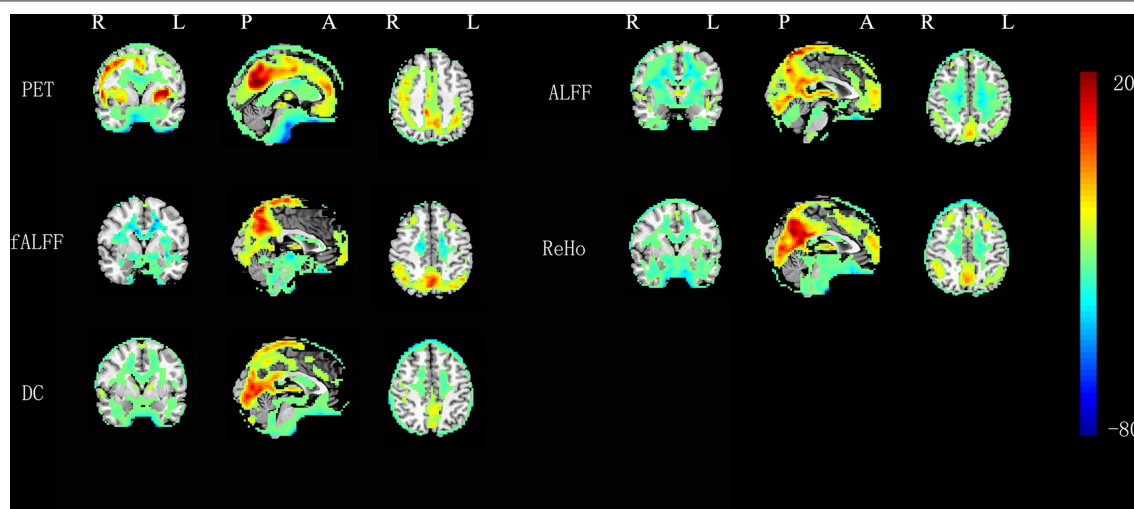 R L P A R L R L P A R L
PET ALFF 20
fALFF ReHo
DC -80